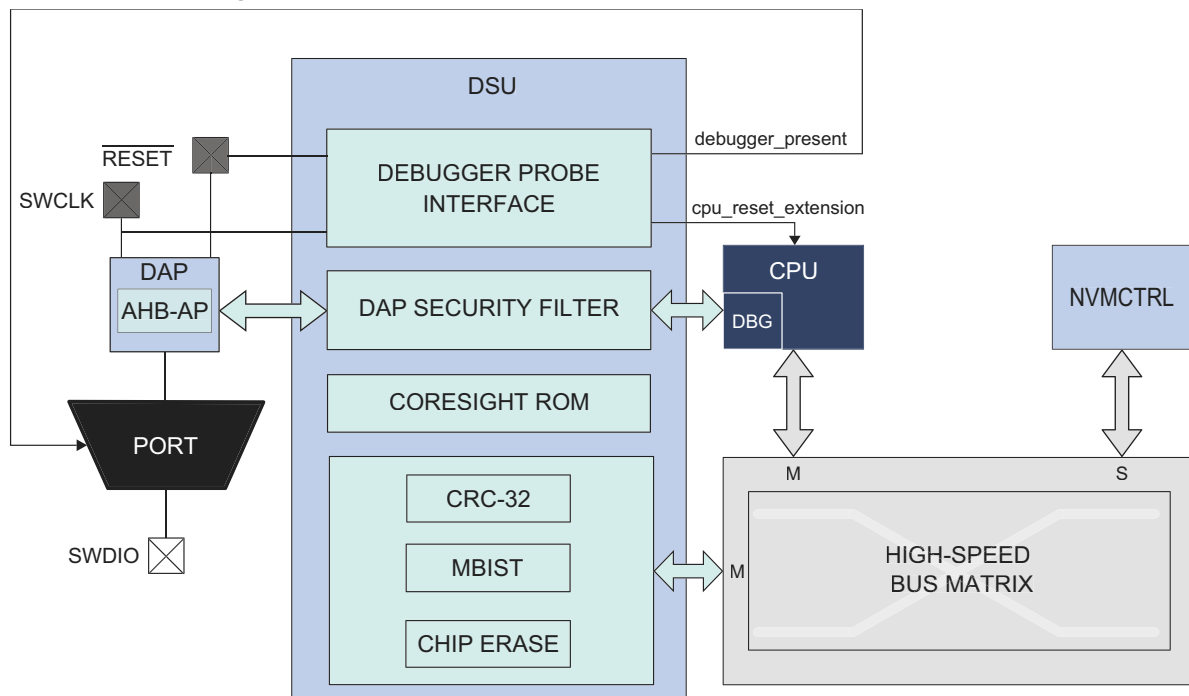 DSU
debugger_present
RESET
DEBUGGER PROBE
INTERFACE
SWCLK
cpu_reset_extension
DAP
AHB-AP
DAP SECURITY FILTER
CPU
DBG
NVMCTRL
CORESIGHT ROM
PORT
M
S
CRC-32
SWDIO
MBIST
M
HIGH-SPEED
BUS MATRIX
CHIP ERASE